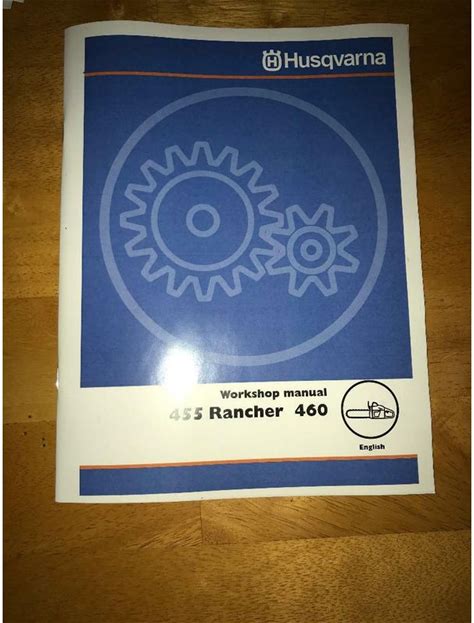 Husqvarna
Workshop manual
455 Rancher 460
English